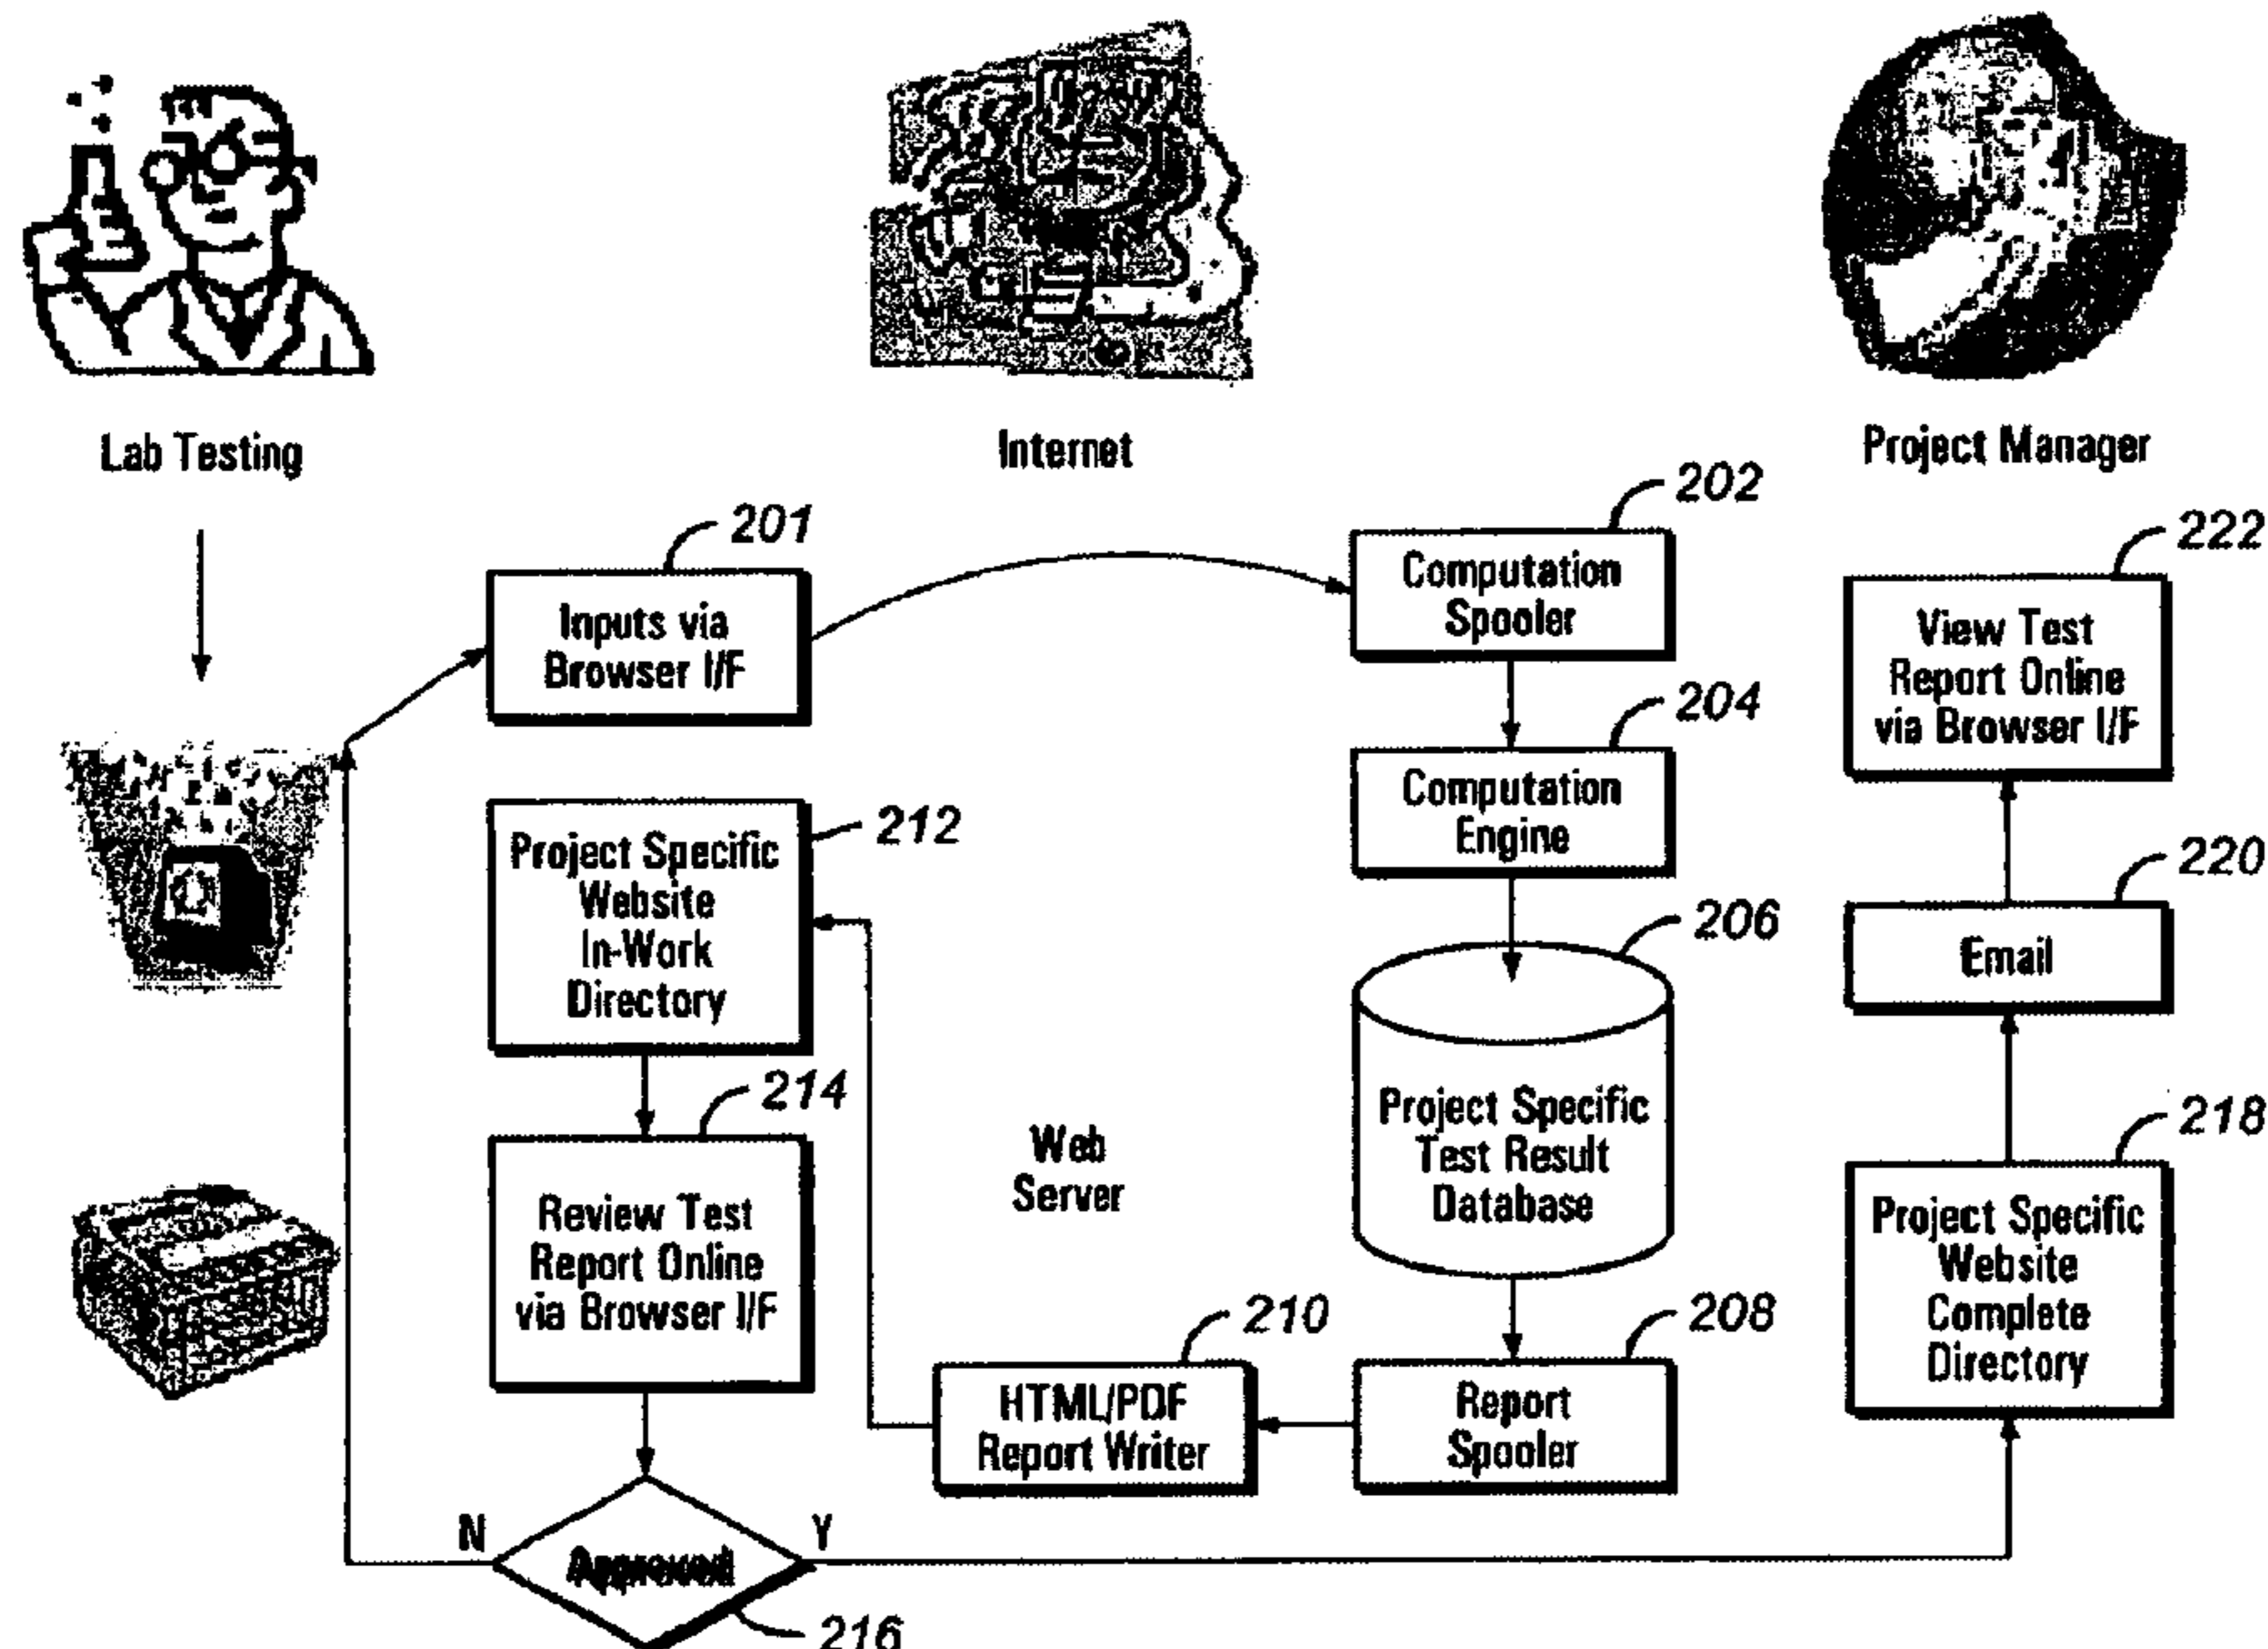 Lab Testing
Internet
Project Manager
201
Inputs via
Browser I/F
202
Computation
Spooler
222
View Test
Report Online
via Browser I/F
204
Computation
Engine
212
Project Specific
Website
In-Work
Directory
220
Email
206
Project Specific
Test Result
Database
214
Review Test
Report Online
via Browser I/F
Web
Server
218
Project Specific
Website
Complete
Directory
210
HTML/PDF
Report Writer
208
Report
Spooler
N
Approved
Y
216